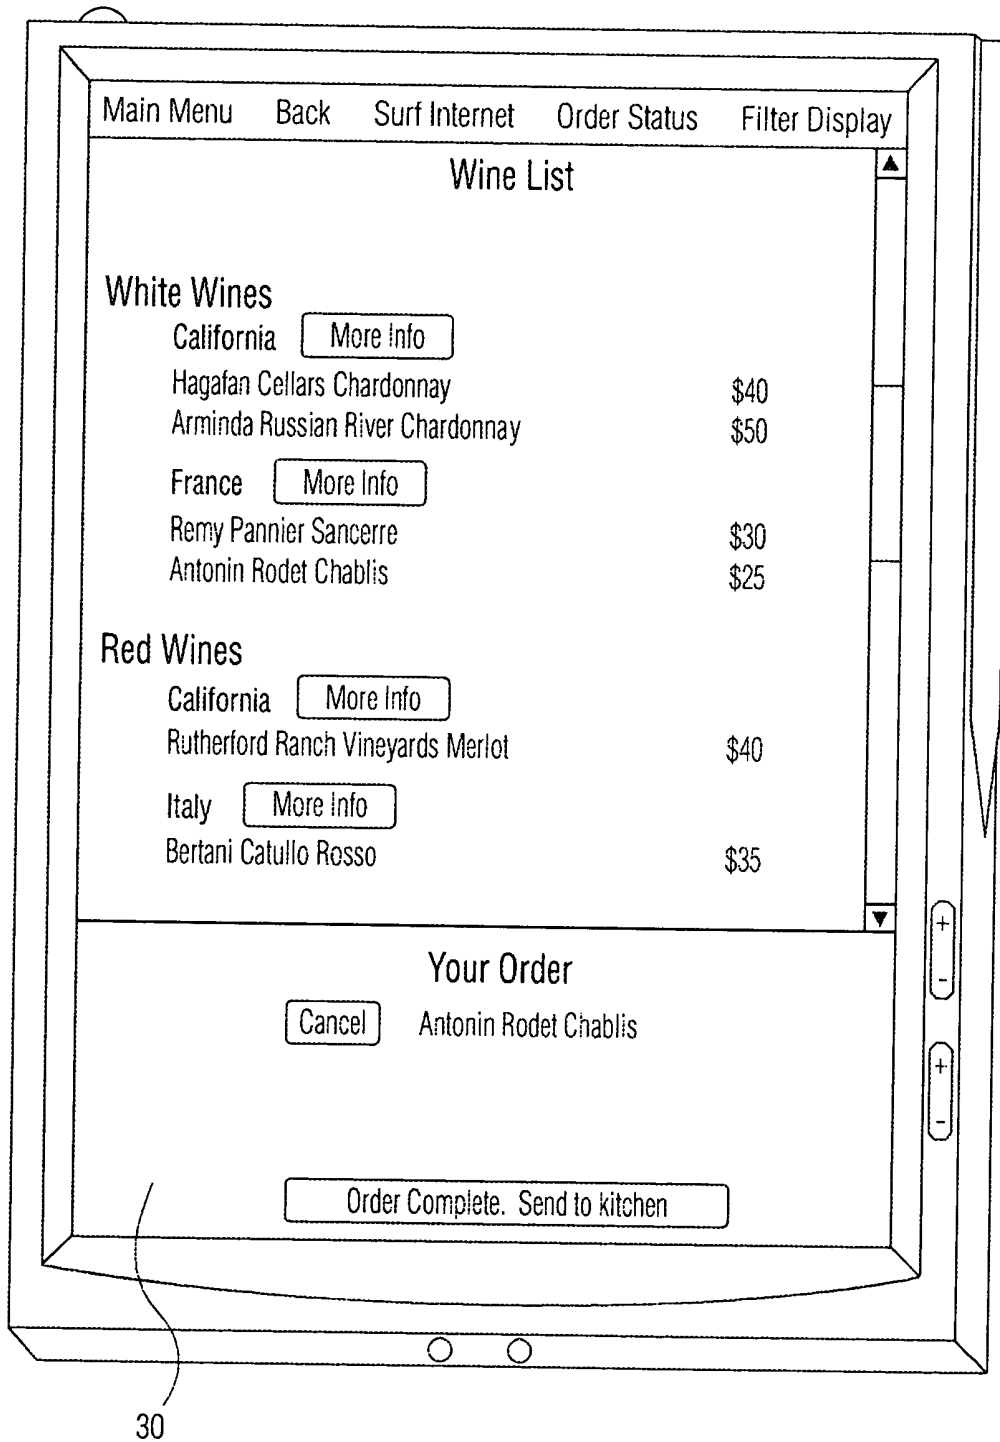 Main Menu Back Surf Internet Order Status Filter Display
Wine List
White Wines
California More Info
Hagafan Cellars Chardonnay $40
Arminda Russian River Chardonnay $50
France More Info
Remy Pannier Sancerre $30
Antonin Rodet Chablis $25
Red Wines
California More Info
Rutherford Ranch Vineyards Merlot $40
Italy More Info
Bertani Catullo Rosso $35
+
-
Your Order
Cancel Antonin Rodet Chablis
+
-
Order Complete. Send to kitchen
30